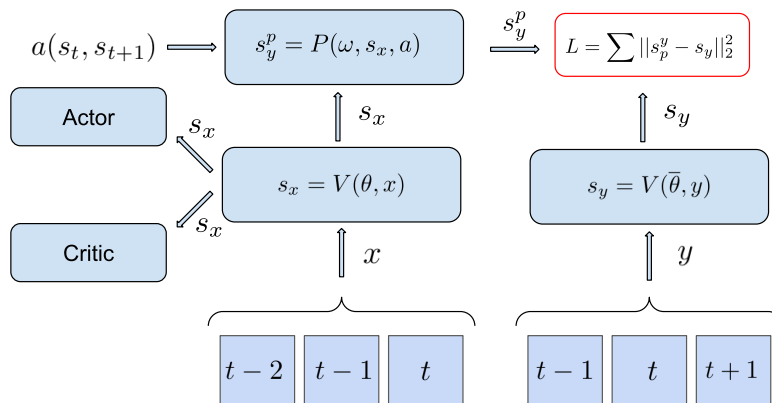 a(s_t, s_{t+1})
s_y^p = P(ω, s_x, a)
s_y^p
L = ∑ ||s_p^y − s_y||_2^2
Actor
s_x
s_x
s_y
s_x = V(θ, x)
s_y = V(θ̅, y)
s_x
Critic
x
y
t − 2
t − 1
t
t − 1
t
t + 1